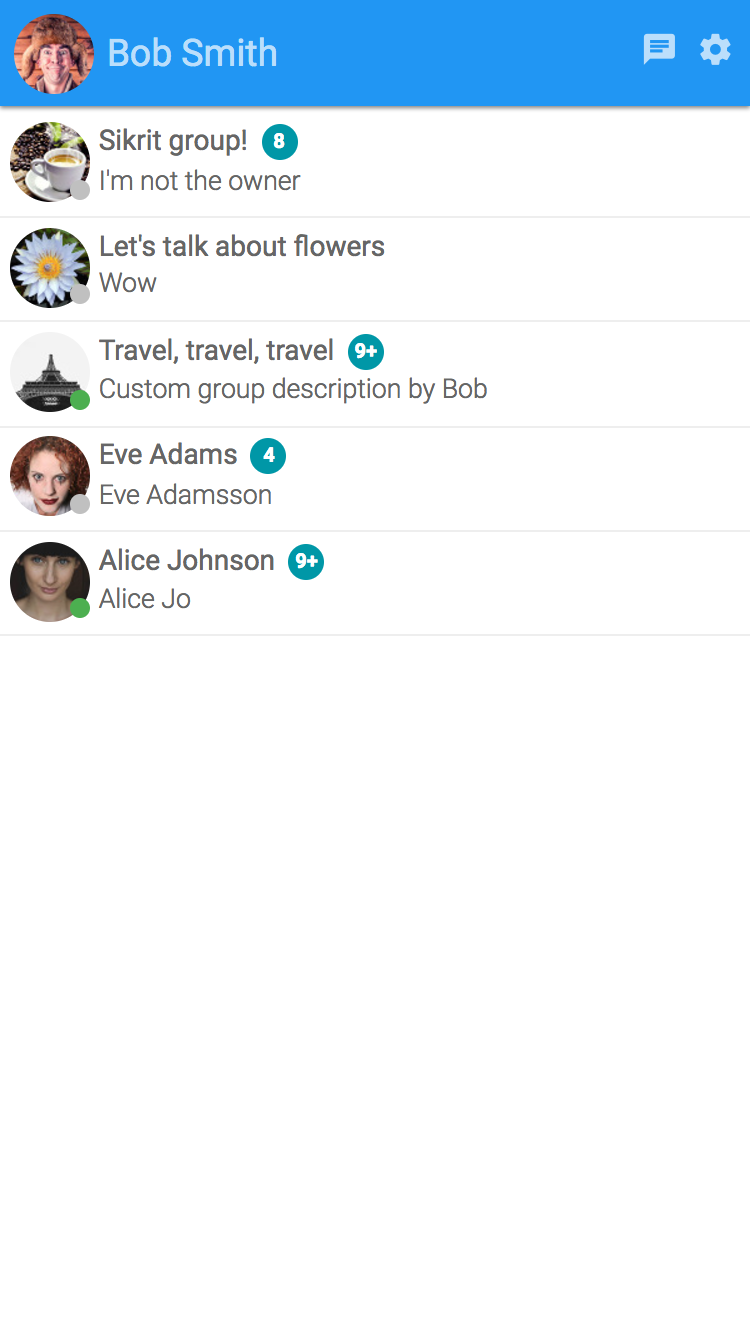 Bob Smith
Sikrit group! 8
I'm not the owner
Let's talk about flowers
Wow
Travel, travel, travel 9+
Custom group description by Bob
Eve Adams 4
Eve Adamsson
Alice Johnson 9+
Alice Jo